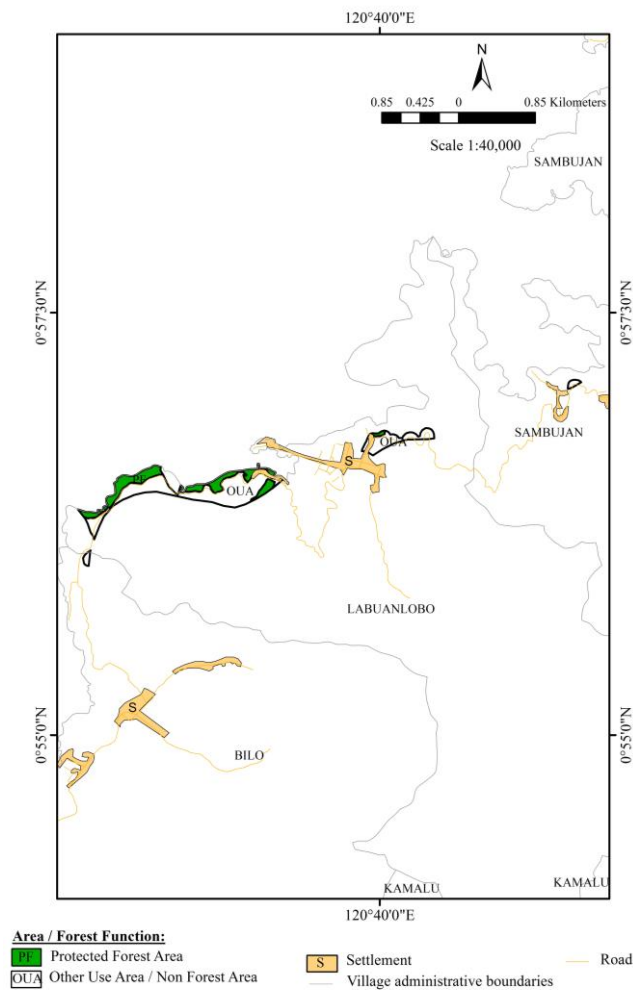 120°40'0"E
N
0.85 0.425 0 0.85 Kilometers
Scale 1:40,000
SAMBUJAN
0°57'30"N
0°57'30"N
SAMBUJAN
OUA
S
PF
OUA
LABUANLOBO
S
0°55'0"N
0°55'0"N
BILO
KAMALU
KAMALU
120°40'0"E
Area / Forest Function:
PF Protected Forest Area
S Settlement
Road
OUA Other Use Area / Non Forest Area
Village administrative boundaries